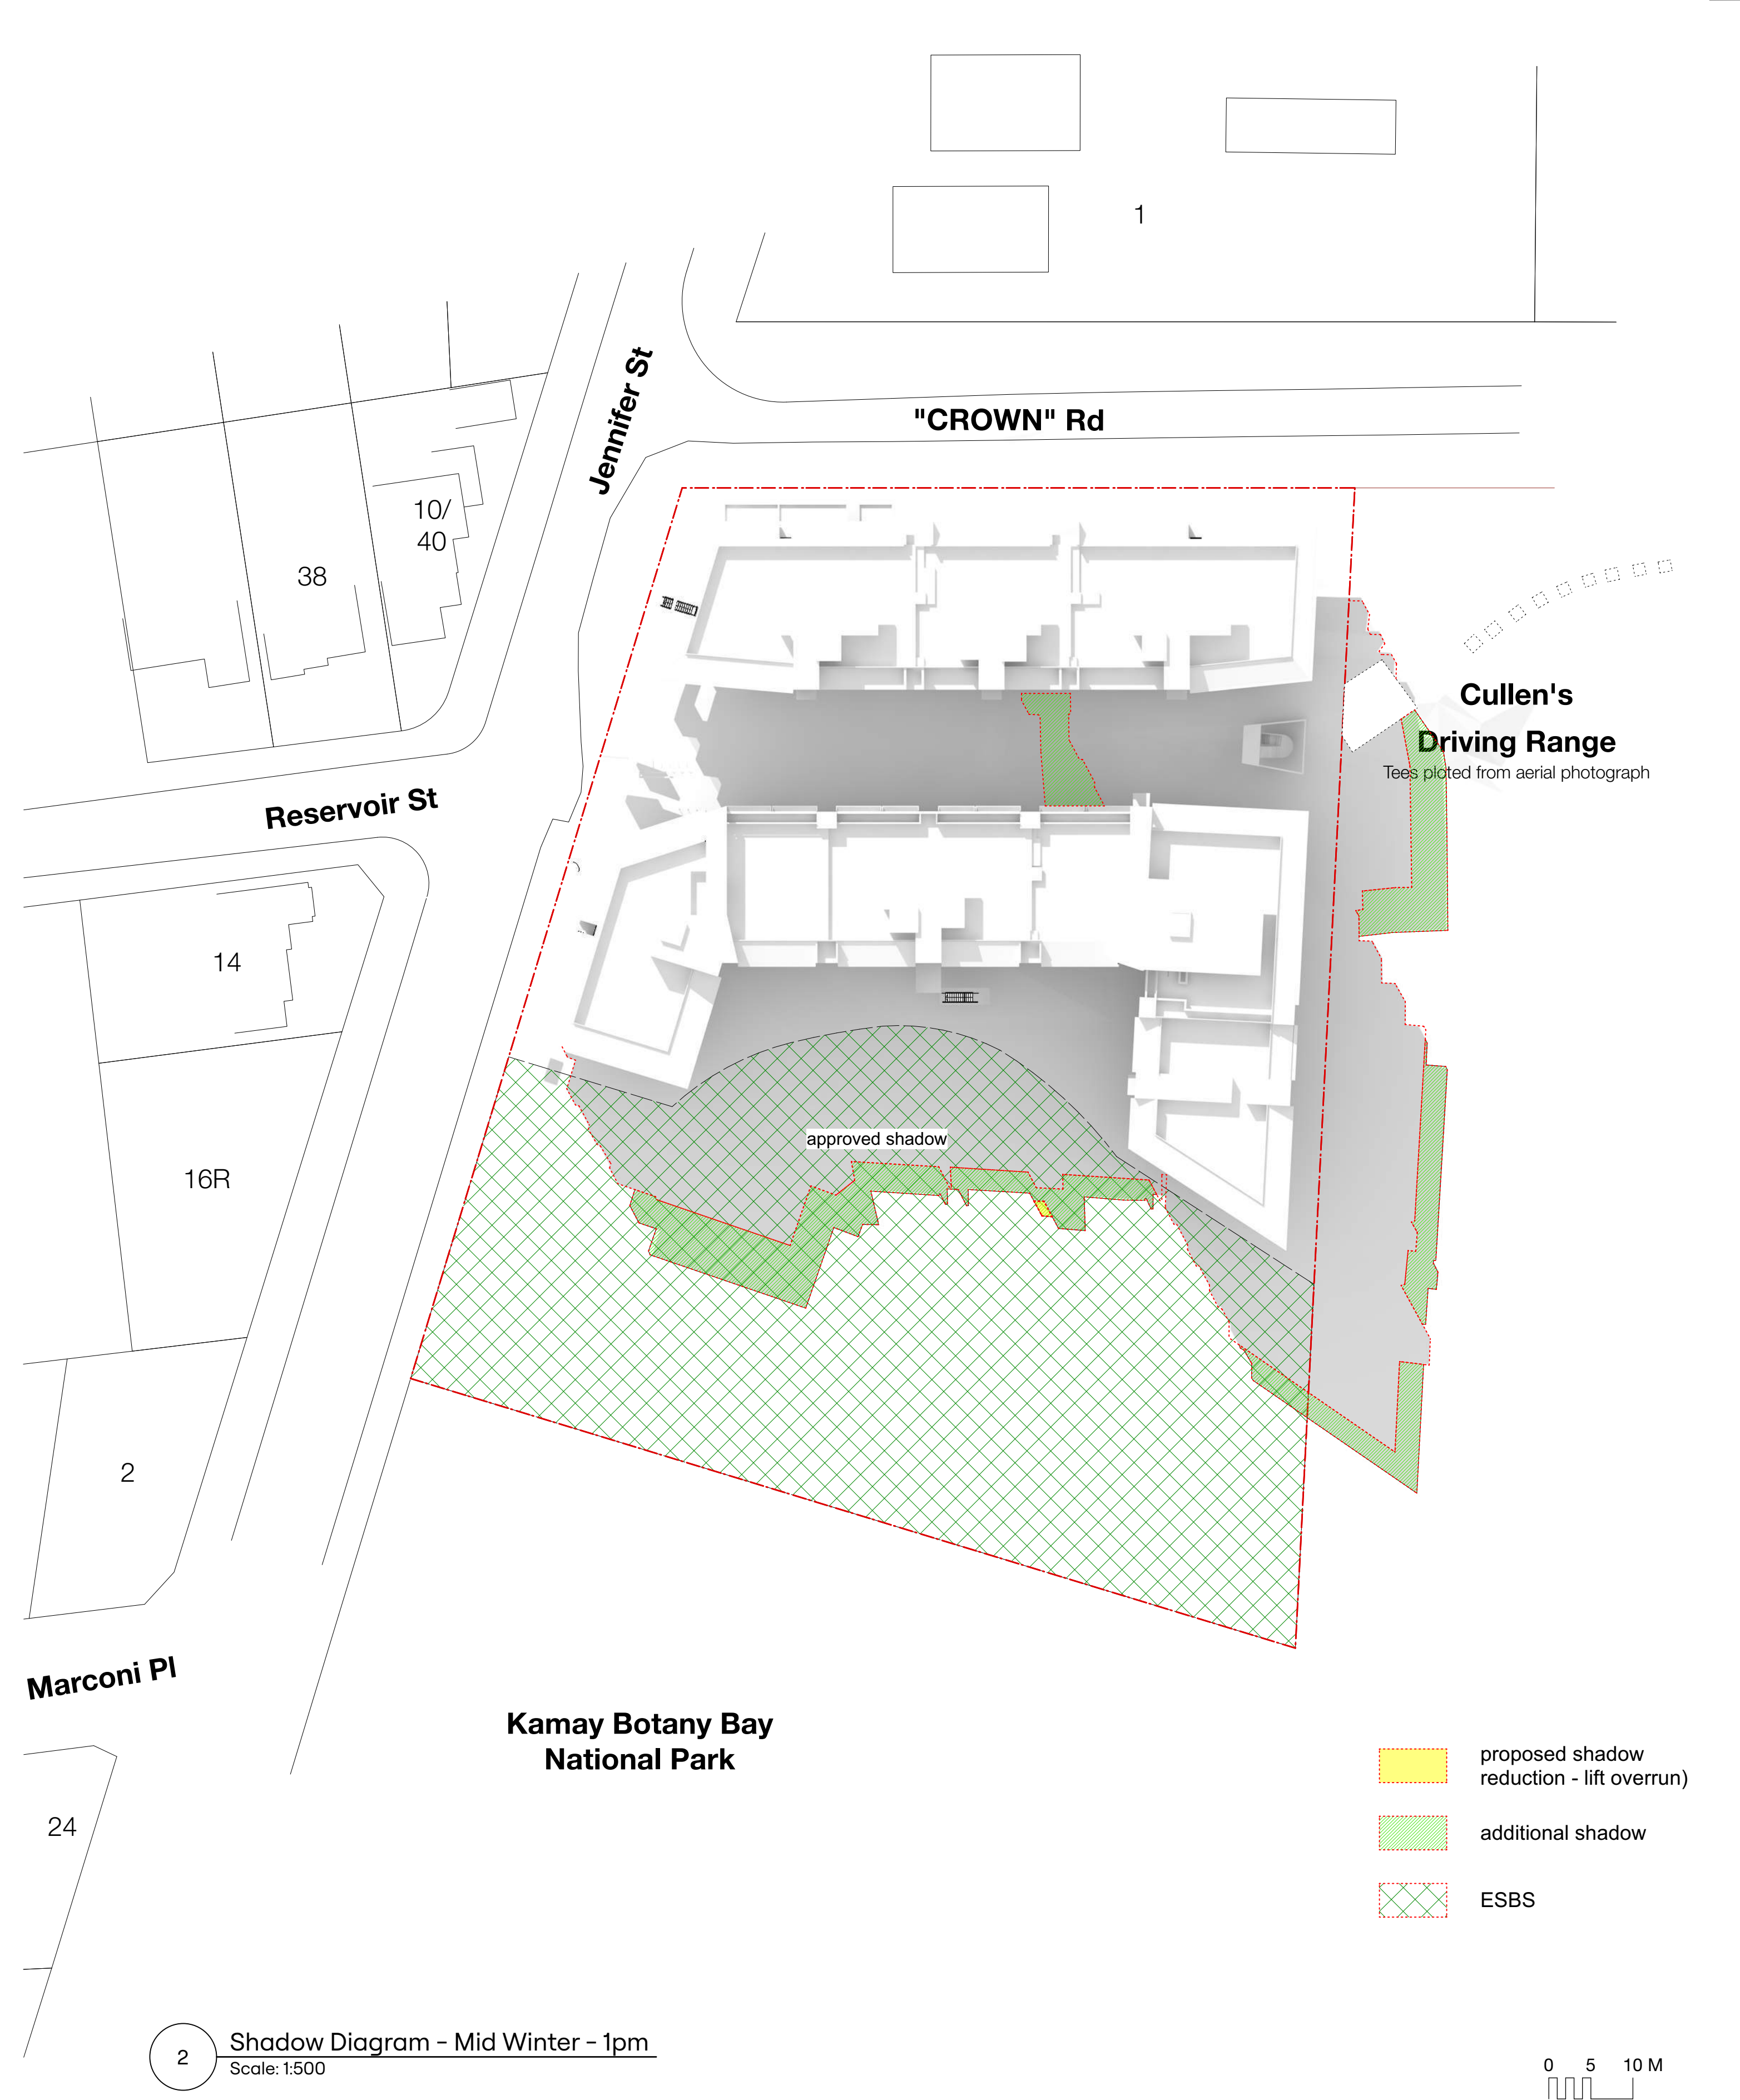 1
Jennifer St
"CROWN" Rd
10/
40
38
Cullen's
Driving Range
Tees ploted from aerial photograph
Reservoir St
14
approved shadow
16R
2
Marconi Pl
Kamay Botany Bay
National Park
24
proposed shadow
reduction - lift overrun)
additional shadow
ESBS
2
Shadow Diagram - Mid Winter - 1pm
Scale: 1:500
0 5 10 M